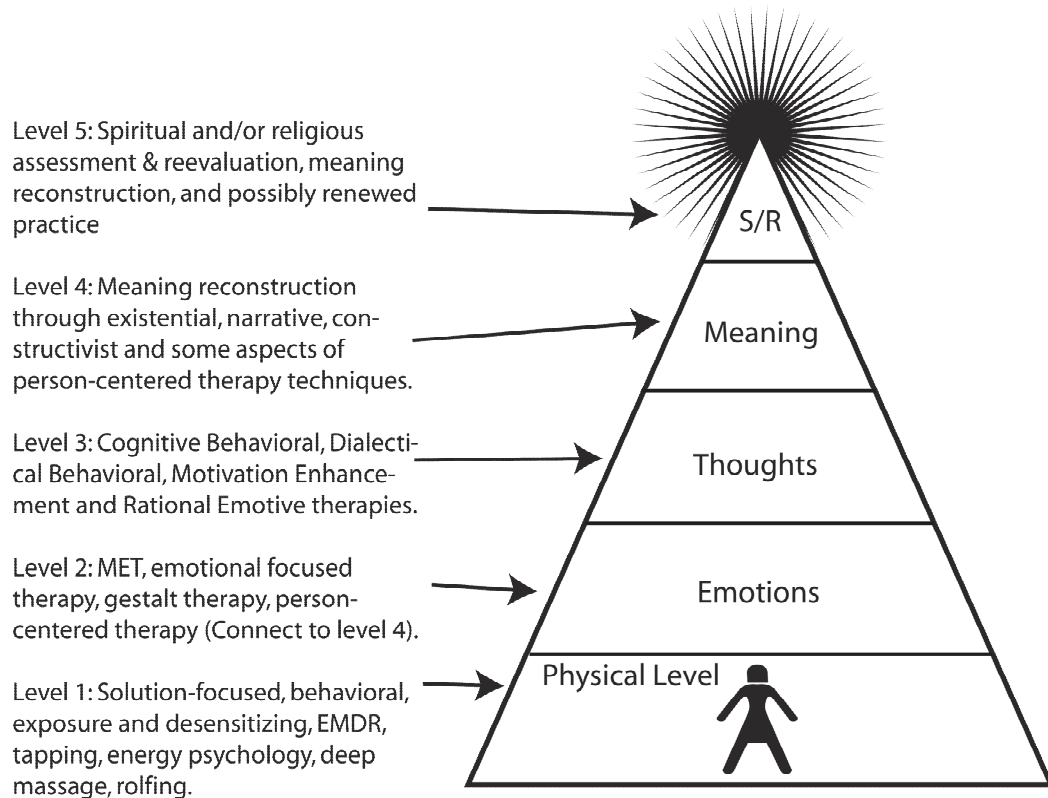 Level 5: Spiritual and/or religious
assessment & reevaluation, meaning
reconstruction, and possibly renewed
practice
S/R
Level 4: Meaning reconstruction
through existential, narrative, con-
structivist and some aspects of
person-centered therapy techniques.
Meaning
Level 3: Cognitive Behavioral, Dialecti-
cal Behavioral, Motivation Enhance-
ment and Rational Emotive therapies.
Thoughts
Level 2: MET, emotional focused
therapy, gestalt therapy, person-
centered therapy (Connect to level 4).
Emotions
Level 1: Solution-focused, behavioral,
exposure and desensitizing, EMDR,
tapping, energy psychology, deep
massage, rolfing.
Physical Level